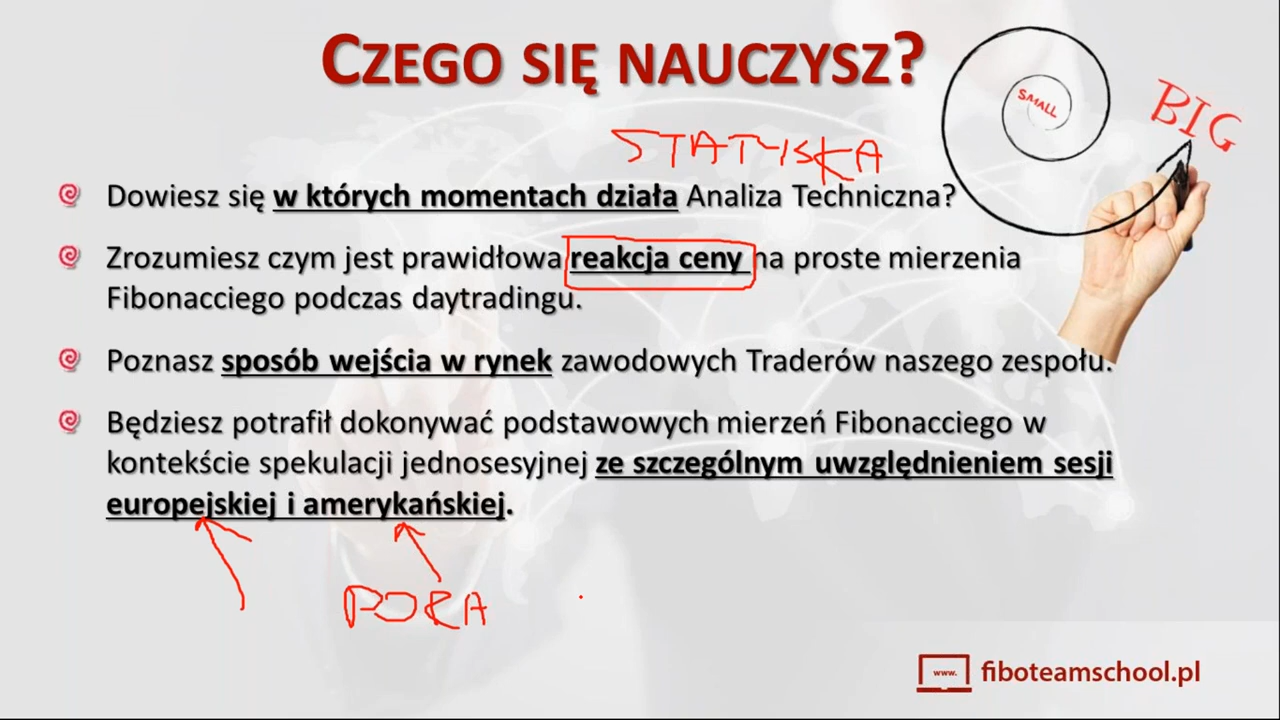 CZEGO SIĘ NAUCZYSZ?
SMALL
BIG
STATYSKA
Dowiesz się w których momentach działa Analiza Techniczna?
Zrozumiesz czym jest prawidłowa reakcja ceny na proste mierzenia
Fibonacciego podczas daytradingu.
Poznasz sposób wejścia w rynek zawodowych Traderów naszego zespołu.
Będziesz potrafił dokonywać podstawowych mierzeń Fibonacciego w
kontekście spekulacji jednosesyjnej ze szczególnym uwzględnieniem sesji
europejskiej i amerykańskiej.
PORA
www.
fiboteamschool.pl